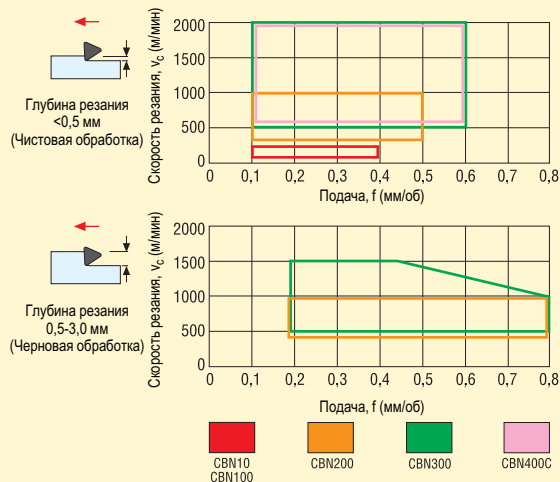 Глубина резания
<0,5 мм
(Чистовая обработка)
Скорость резания, vc (м/мин)
2000
1500
1000
500
0
0 0,1 0,2 0,3 0,4 0,5 0,6 0,7 0,8
Подача, f (мм/об)
Глубина резания
0,5-3,0 мм
(Черновая обработка)
Скорость резания, vc (м/мин)
2000
1500
1000
500
0
0 0,1 0,2 0,3 0,4 0,5 0,6 0,7 0,8
Подача, f (мм/об)
CBN10 CBN200 CBN300 CBN400C
CBN100